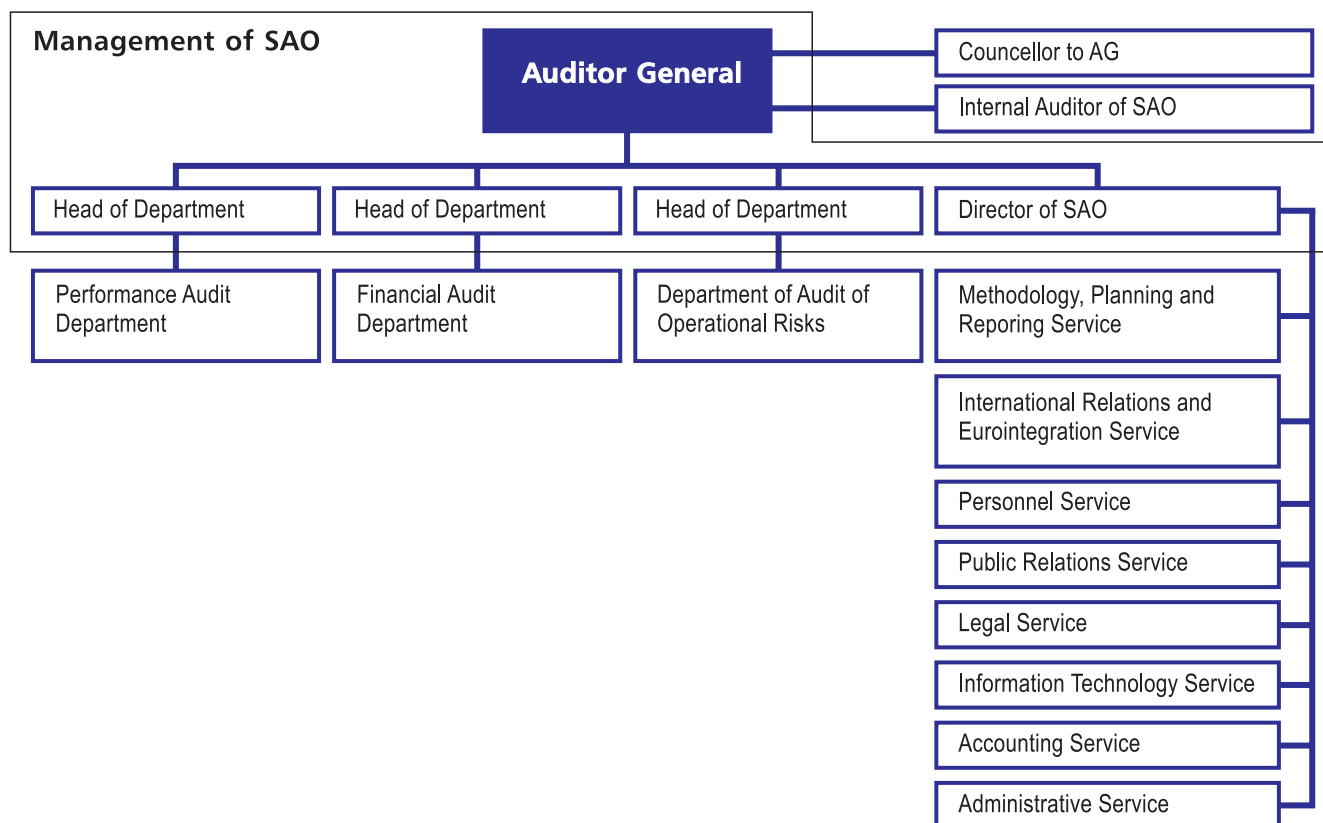 Management of SAO
Auditor General
Councellor to AG
Internal Auditor of SAO
Head of Department
Head of Department
Head of Department
Director of SAO
Performance Audit
Department
Financial Audit
Department
Department of Audit of
Operational Risks
Methodology, Planning and
Reporing Service
International Relations and
Eurointegration Service
Personnel Service
Public Relations Service
Legal Service
Information Technology Service
Accounting Service
Administrative Service